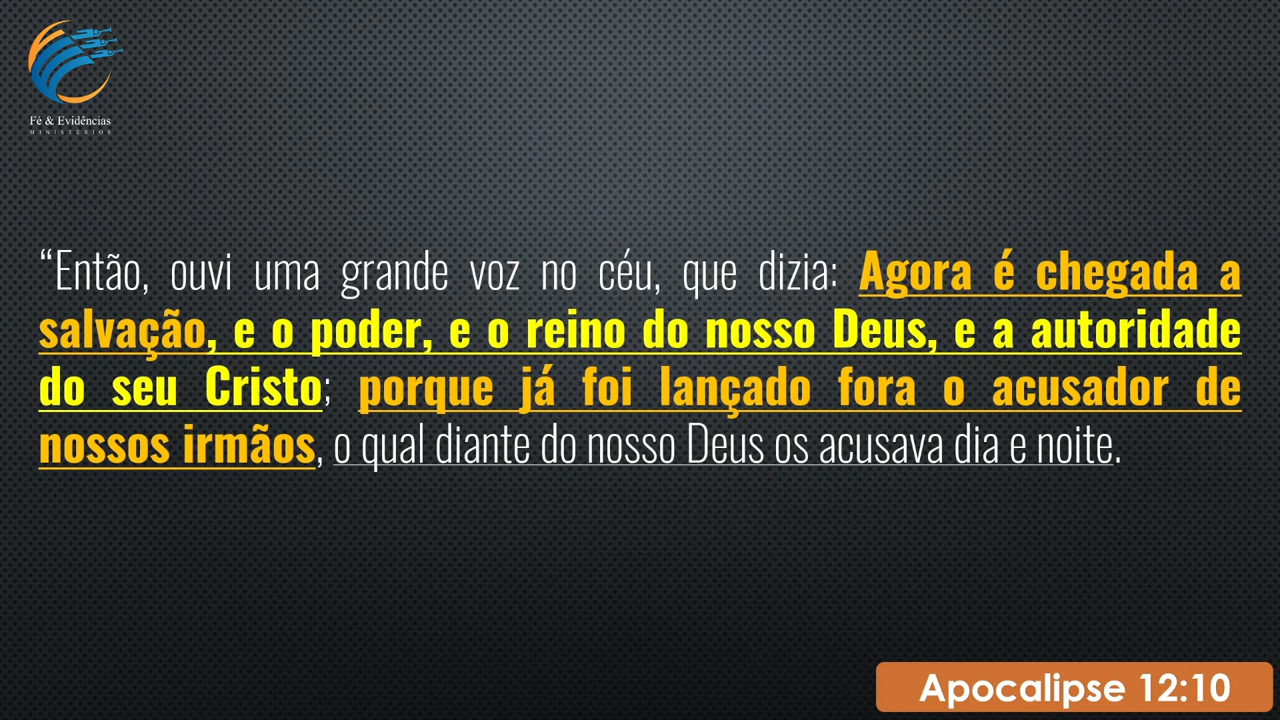 Fé & Evidências
MINISTÉRIOS
“Então, ouvi uma grande voz no céu, que dizia: Agora é chegada a
salvação, e o poder, e o reino do nosso Deus, e a autoridade
do seu Cristo; porque já foi lançado fora o acusador de
nossos irmãos, o qual diante do nosso Deus os acusava dia e noite.
Apocalipse 12:10